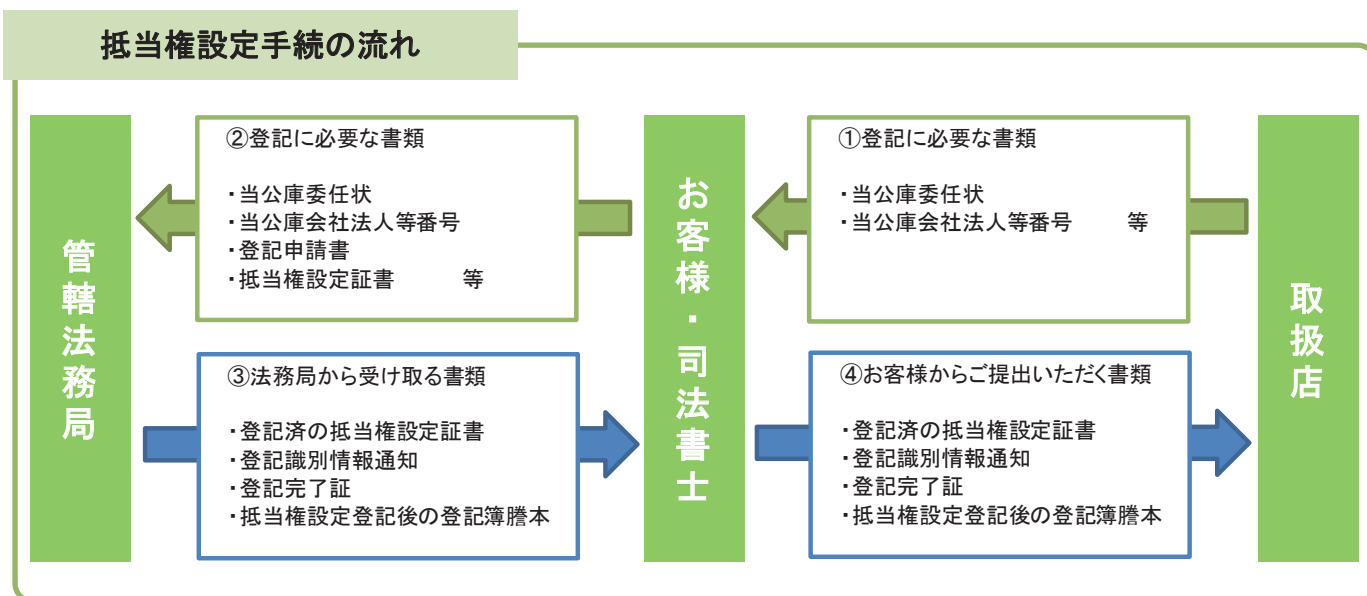 抵当権設定手続の流れ
管轄法務局
②登記に必要な書類
・当公庫委任状
・当公庫会社法人等番号
・登記申請書
・抵当権設定証書　　　等
③法務局から受け取る書類
・登記済の抵当権設定証書
・登記識別情報通知
・登記完了証
・抵当権設定登記後の登記簿謄本
お客様・司法書士
①登記に必要な書類
・当公庫委任状
・当公庫会社法人等番号　　等
④お客様からご提出いただく書類
・登記済の抵当権設定証書
・登記識別情報通知
・登記完了証
・抵当権設定登記後の登記簿謄本
取扱店